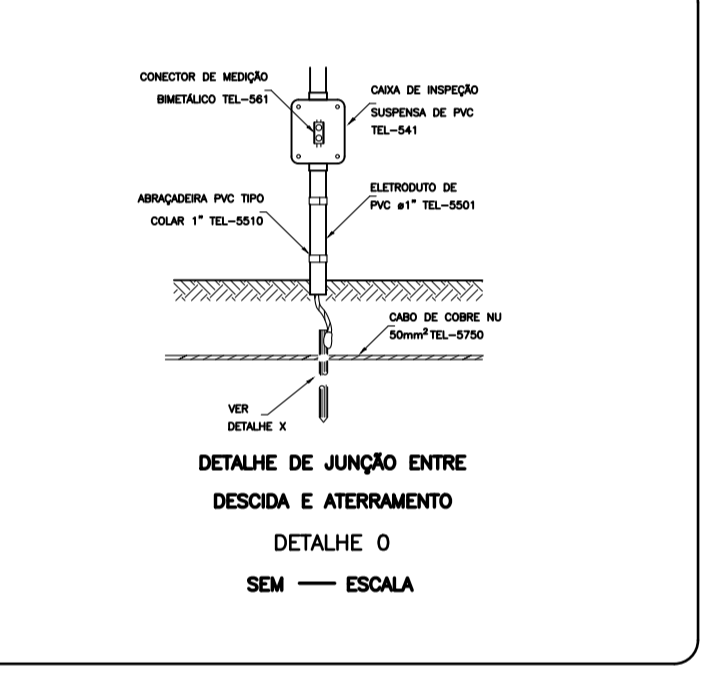 CONECTOR DE MEDIÇÃO
BIMETÁLICO TEL-561
CAIXA DE INSPEÇÃO
SUSPENSA DE PVC
TEL-541
ABRAÇADEIRA PVC TIPO
COLAR 1" TEL-5510
ELETRODUTO DE
PVC ø1" TEL-5501
CABO DE COBRE NU
50mm² TEL-5750
VER
DETALHE X
DETALHE DE JUNÇÃO ENTRE
DESCIDA E ATERRAMENTO
DETALHE O
SEM — ESCALA